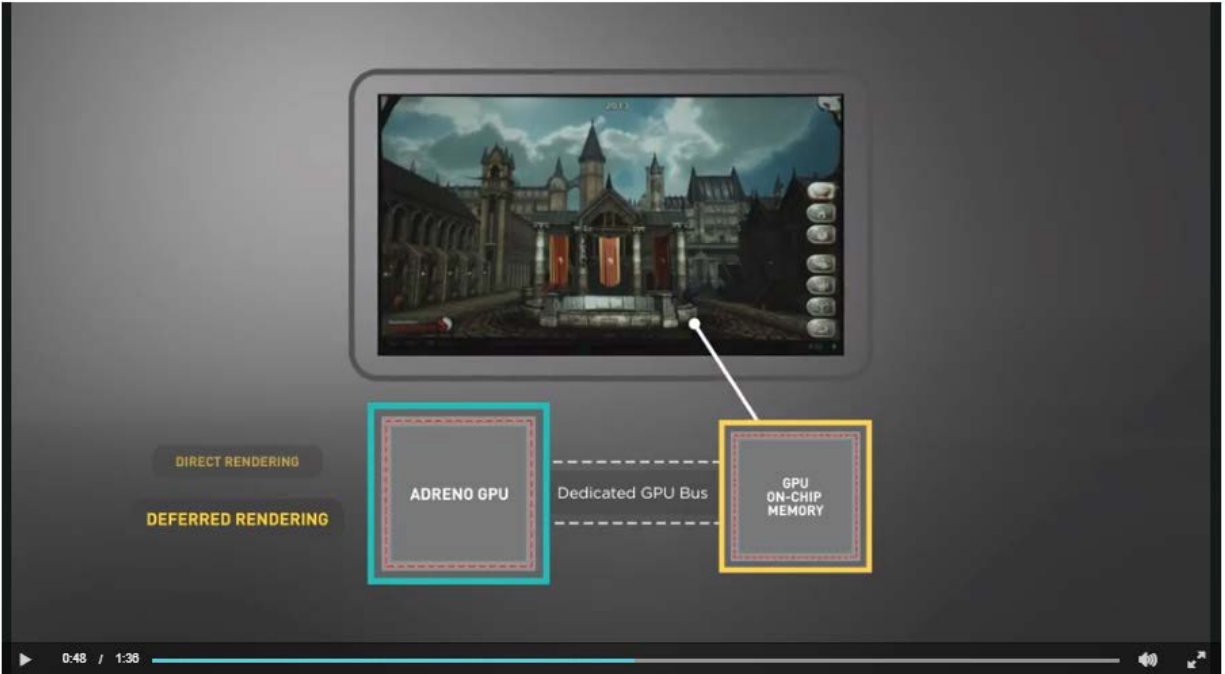 DIRECT RENDERING
DEFERRED RENDERING
ADRENO GPU
Dedicated GPU Bus
GPU
ON-CHIP
MEMORY
0:48 / 1:36